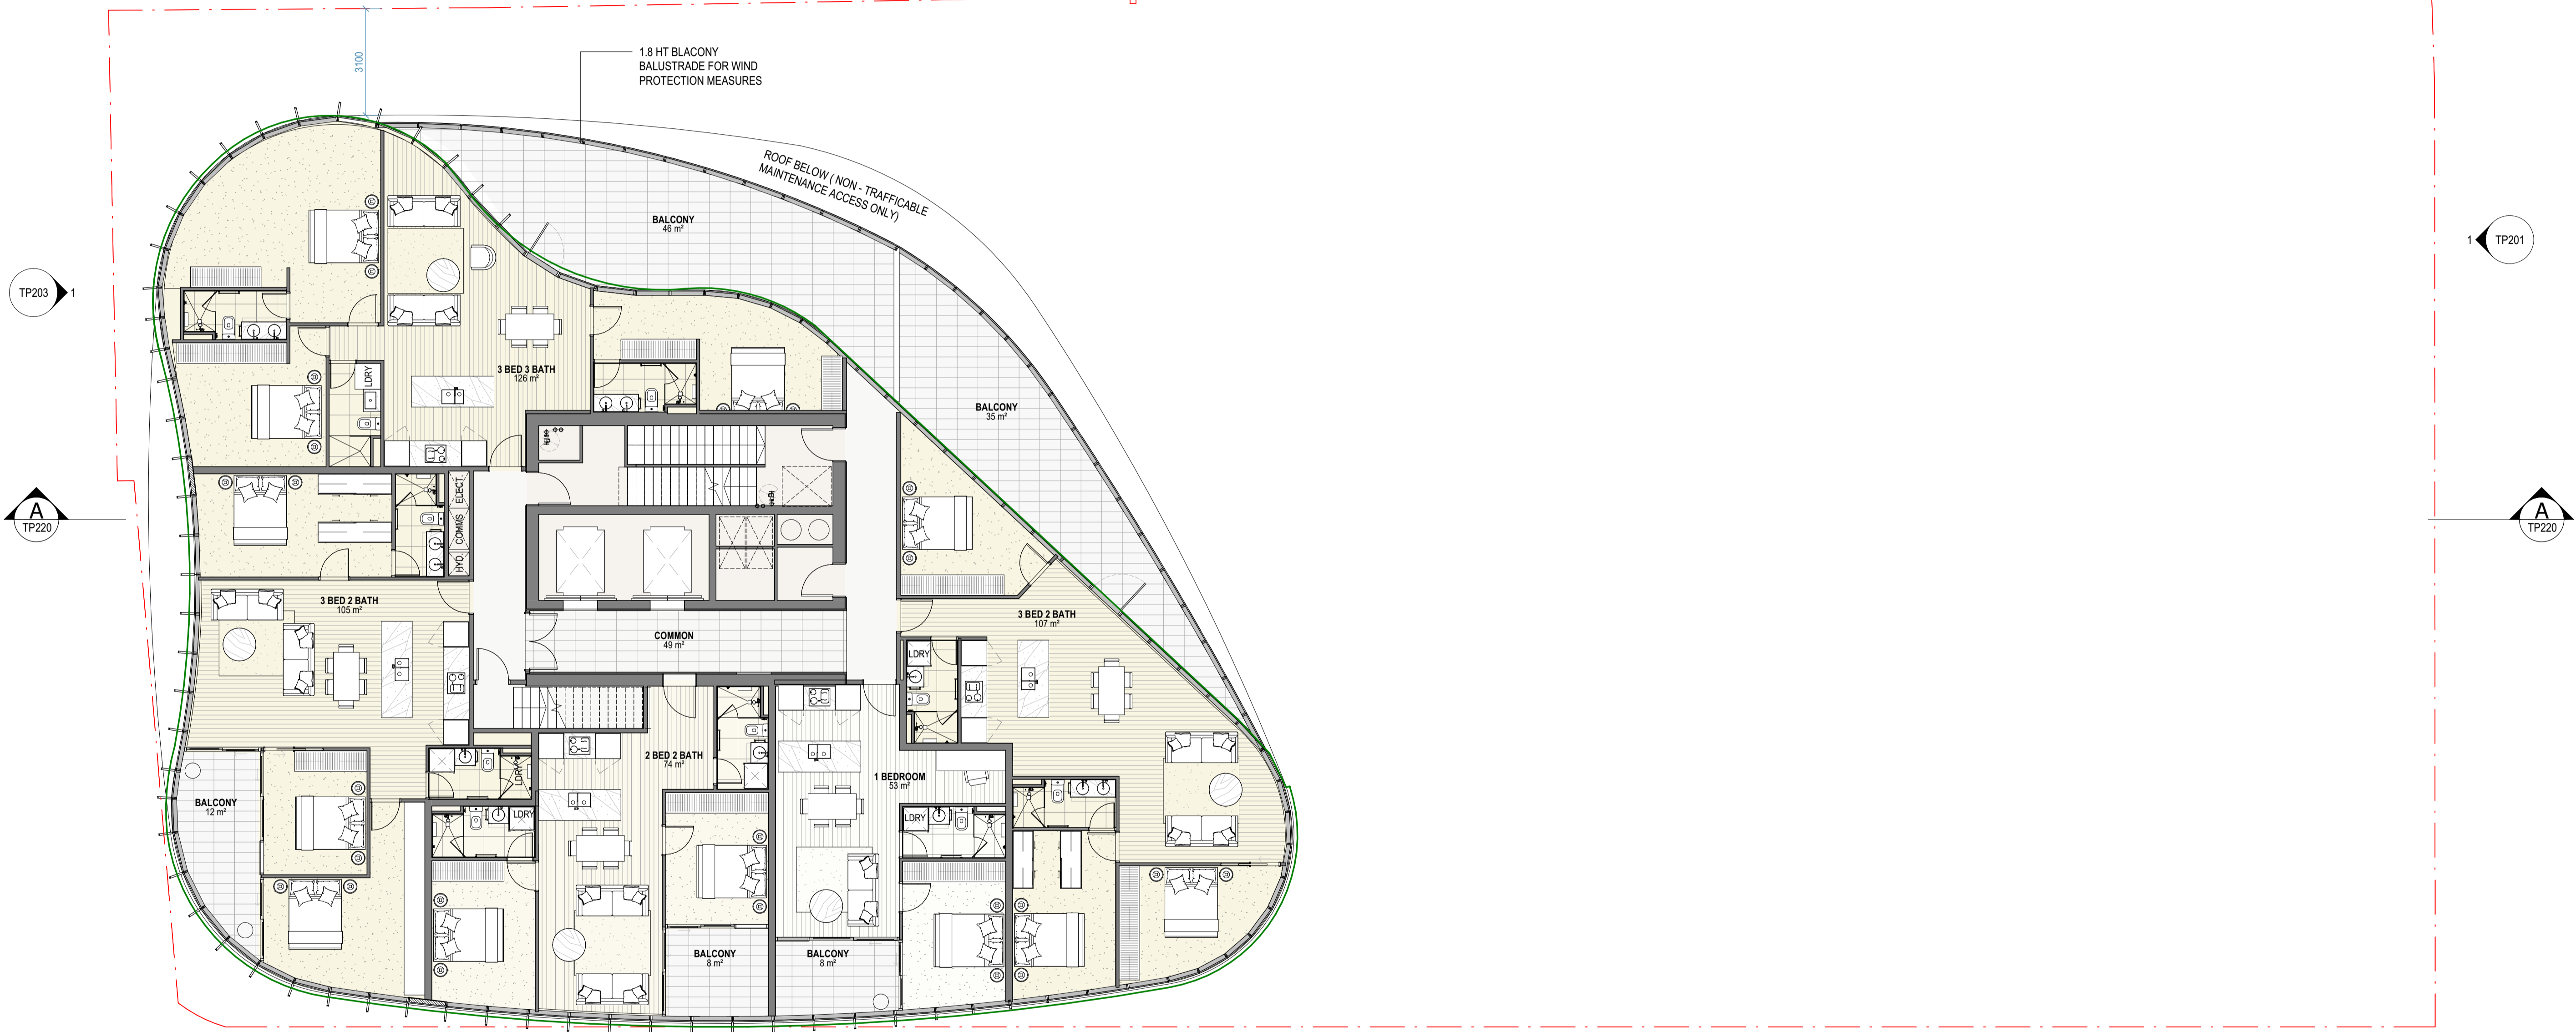 3100
1.8 HT BLACONY
BALUSTRADE FOR WIND
PROTECTION MEASURES
ROOF BELOW ( NON - TRAFFICABLE
MAINTENANCE ACCESS ONLY)
BALCONY
46 m²
1
TP201
TP203
1
3 BED 3 BATH
126 m²
LDRY
BALCONY
35 m²
A
TP220
HYD. COMMS ELECT.
A
TP220
3 BED 2 BATH
105 m²
COMMON
49 m²
3 BED 2 BATH
107 m²
LDRY
2 BED 2 BATH
74 m²
LDRY
1 BEDROOM
53 m²
BALCONY
12 m²
LDRY
LDRY
BALCONY
8 m²
BALCONY
8 m²